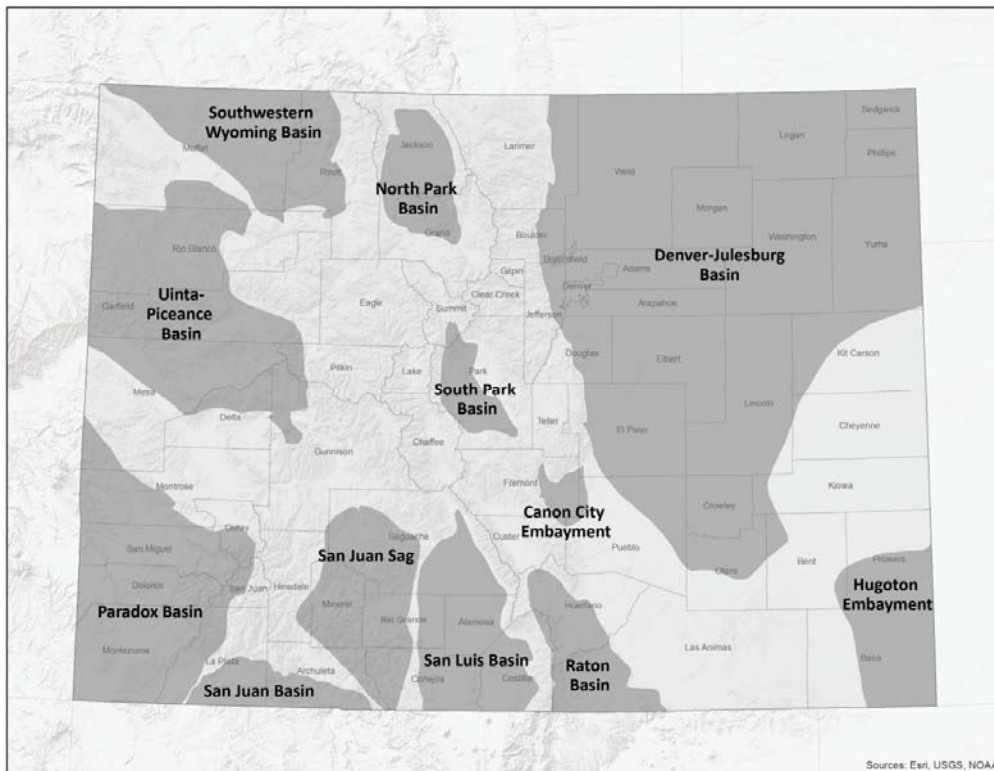 Southwestern
Wyoming Basin
Moffat
Routt
Jackson
Larimer
Logan
Sedgwick
Phillips
Weld
Morgan
North Park
Basin
Grand
Rio Blanco
Boulder
Broomfield
Washington
Yuma
Denver-Julesburg
Basin
Adams
Gilpin
Denver
Clear Creek
Arapahoe
Jefferson
Uinta-
Piceance
Basin
Garfield
Eagle
Summit
Douglas
Elbert
Kit Carson
Pitkin
Lake
Park
South Park
Basin
Mesa
Delta
Lincoln
Teller
El Paso
Cheyenne
Chaffee
Gunnison
Fremont
Montrose
Kiowa
Crowley
Canon City
Embayment
Ouray
Saguache
Custer
Pueblo
San Miguel
San Juan Sag
Otero
Bent
Prowers
Dolores
San Juan
Hinsdale
Hugoton
Embayment
Paradox Basin
Mineral
Rio Grande
Alamosa
Huerfano
Montezuma
La Plata
Archuleta
San Luis Basin
Raton
Basin
Las Animas
Baca
Conejos
Costilla
San Juan Basin
Sources: Esri, USGS, NOAA